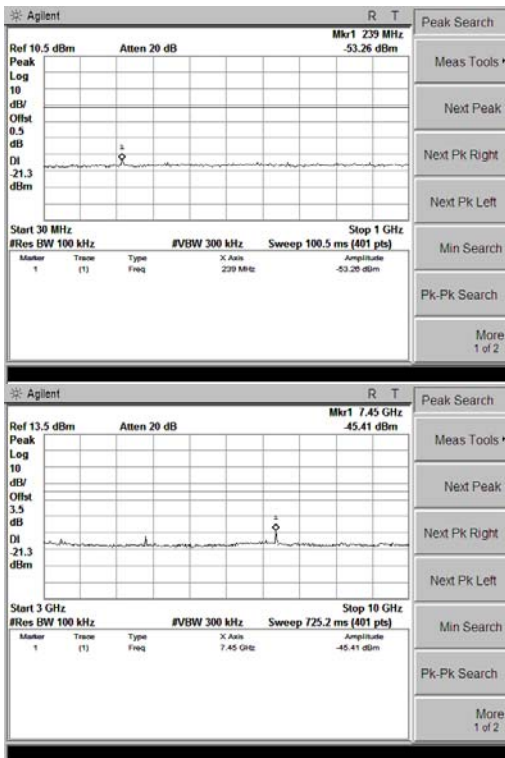 Agilent R T
Peak Search
Mkr1 239 MHz
Ref 10.5 dBm Atten 20 dB -53.26 dBm
Peak
Log
10
dB/
Offst
0.5
dB
DI
-21.3
dBm
1
Start 30 MHz Stop 1 GHz
#Res BW 100 kHz #VBW 300 kHz Sweep 100.5 ms (401 pts)
Marker Trace Type X Axis Amplitude
1 (1) Freq 239 MHz -53.26 dBm
Meas Tools
Next Peak
Next Pk Right
Next Pk Left
Min Search
Pk-Pk Search
More
1 of 2
Agilent R T
Peak Search
Mkr1 7.45 GHz
Ref 13.5 dBm Atten 20 dB -45.41 dBm
Peak
Log
10
dB/
Offst
3.5
dB
DI
-21.3
dBm
1
Start 3 GHz Stop 10 GHz
#Res BW 100 kHz #VBW 300 kHz Sweep 725.2 ms (401 pts)
Marker Trace Type X Axis Amplitude
1 (1) Freq 7.45 GHz -45.41 dBm
Meas Tools
Next Peak
Next Pk Right
Next Pk Left
Min Search
Pk-Pk Search
More
1 of 2